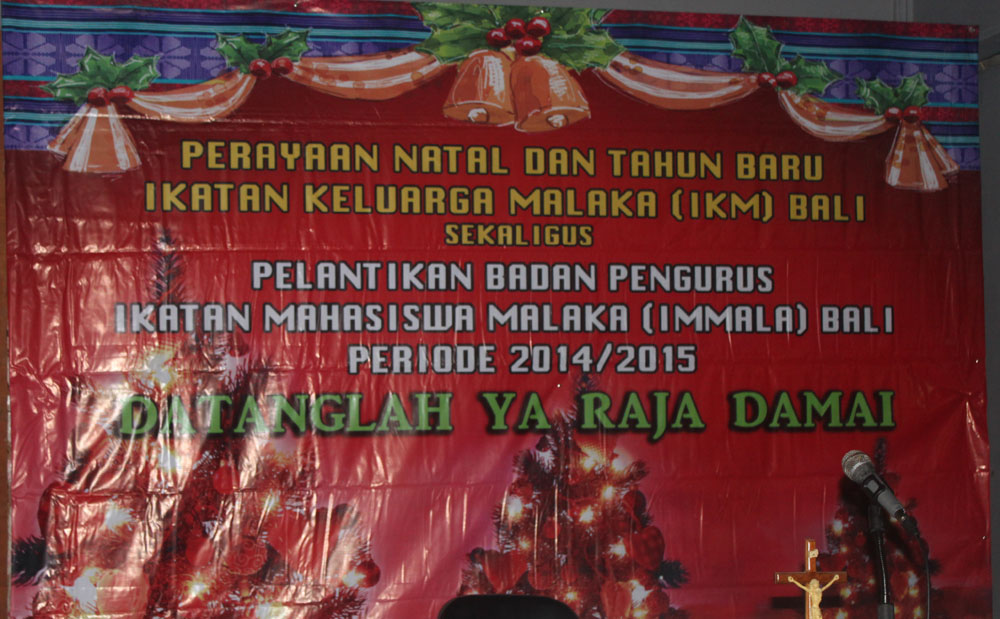 PERAYAAN NATAL DAN TAHUN BARU
IKATAN KELUARGA MALAKA (IKM) BALI
SEKALIGUS
PELANTIKAN BADAN PENGURUS
IKATAN MAHASISWA MALAKA (IMMALA) BALI
PERIODE 2014/2015
DATANGLAH YA RAJA DAMAI